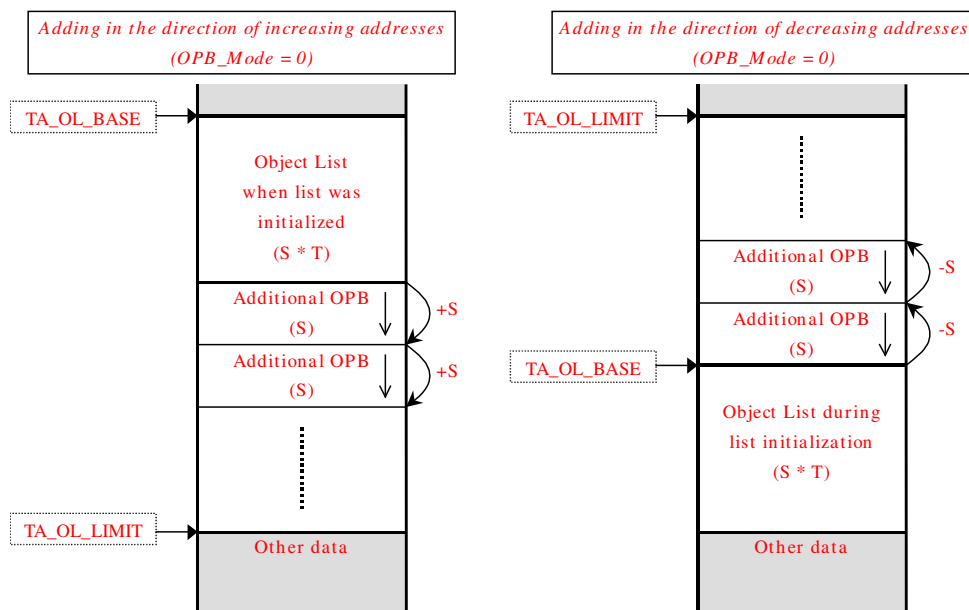 Adding in the direction of increasing addresses
(OPB_Mode = 0)
TA_OL_BASE
Object List
when list was
initialized
(S * T)
Additional OPB
(S)
+S
Additional OPB
(S)
+S
TA_OL_LIMIT
Other data
Adding in the direction of decreasing addresses
(OPB_Mode = 0)
TA_OL_LIMIT
Additional OPB
(S)
-S
Additional OPB
(S)
-S
TA_OL_BASE
Object List during
list initialization
(S * T)
Other data